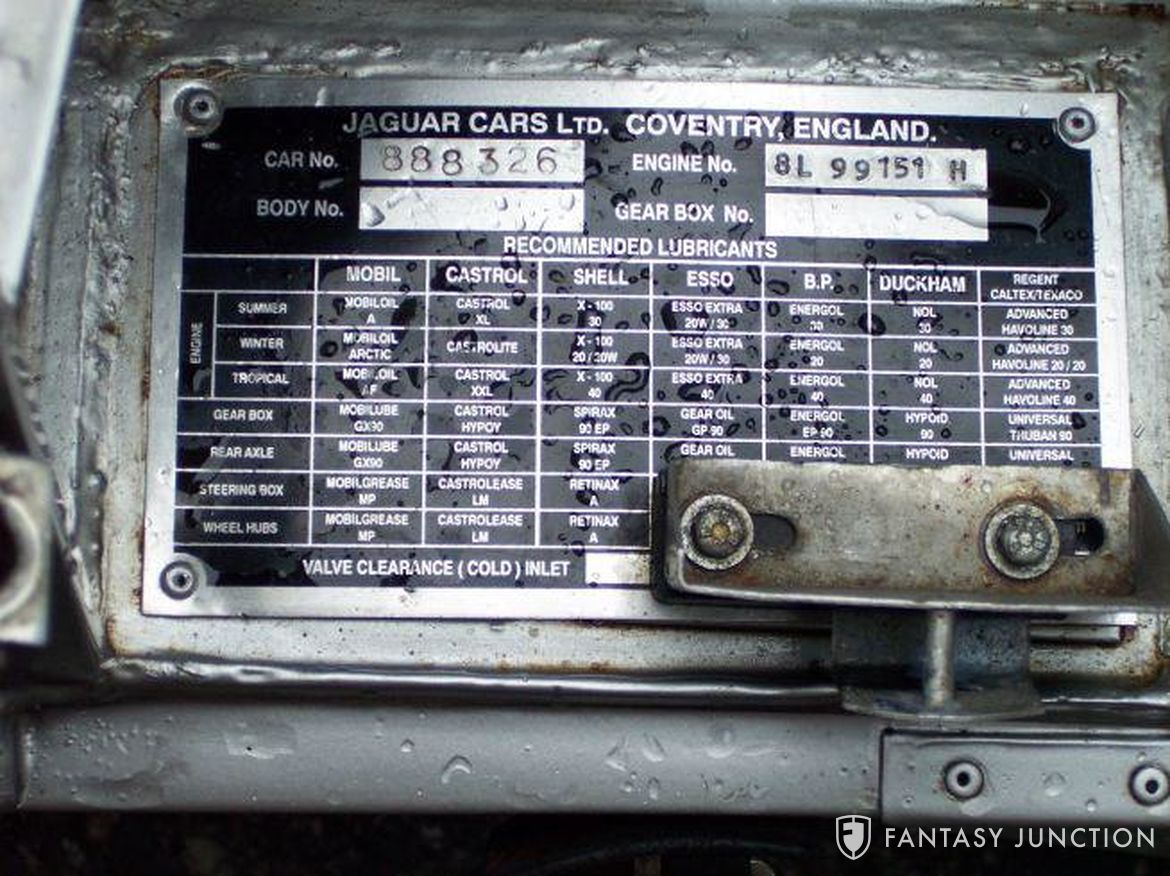 JAGUAR CARS LTD. COVENTRY, ENGLAND.
CAR No. 888326 ENGINE No. 8L 99151 H
BODY No. GEAR BOX No.
RECOMMENDED LUBRICANTS
MOBIL CASTROL SHELL ESSO B.P. DUCKHAM REGENT CALTEX/TEXACO
ENGINE
SUMMER MOBILOIL A CASTROL XL X-100 30 ESSO EXTRA 20W/30 ENERGOL 30 NOL 30 ADVANCED HAVOLINE 30
WINTER MOBILOIL ARCTIC CASTROLITE X-100 20/20W ESSO EXTRA 20W/30 ENERGOL 20 NOL 20 ADVANCED HAVOLINE 20/20
TROPICAL MOBILOIL AF CASTROL XXL X-100 40 ESSO EXTRA 40 ENERGOL 40 NOL 40 ADVANCED HAVOLINE 40
GEAR BOX MOBILUBE GX90 CASTROL HYPOY SPIRAX 90 EP GEAR OIL GP 90 ENERGOL EP 90 HYPOID 90 UNIVERSAL THUBAN 90
REAR AXLE MOBILUBE GX90 CASTROL HYPOY SPIRAX 90 EP GEAR OIL ENERGOL HYPOID UNIVERSAL
STEERING BOX MOBILGREASE MP CASTROLEASE LM RETINAX A
WHEEL HUBS MOBILGREASE MP CASTROLEASE LM RETINAX A
VALVE CLEARANCE (COLD) INLET
FANTASY JUNCTION